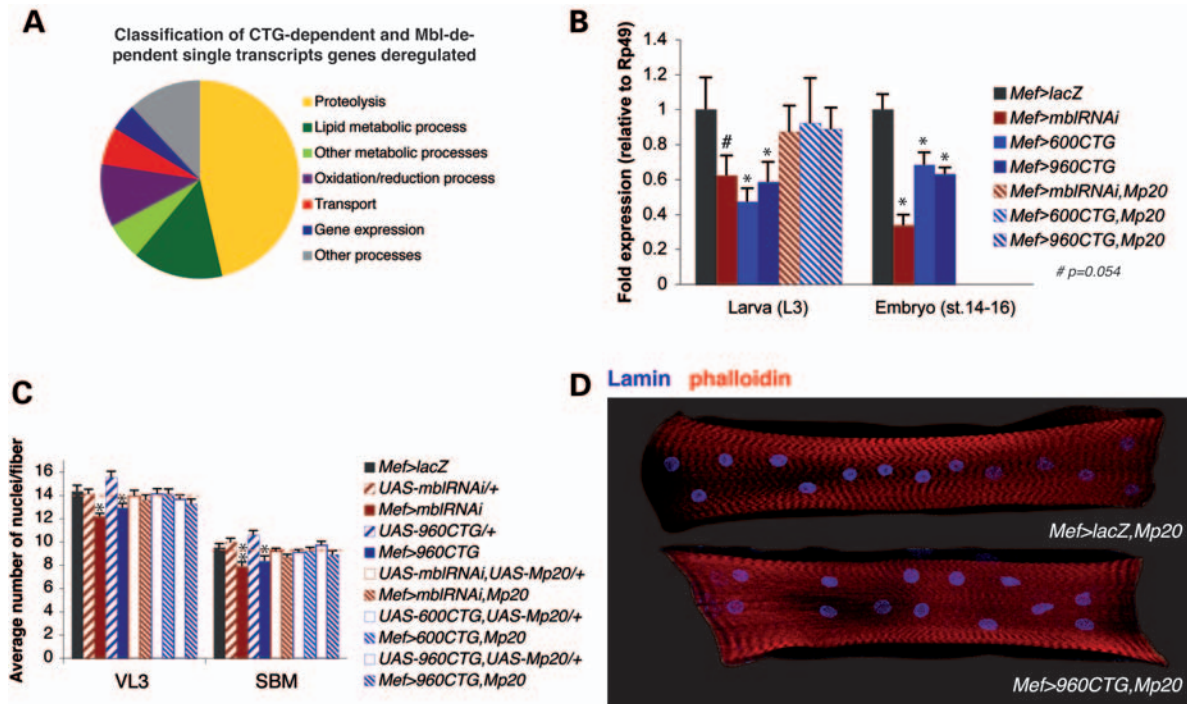 A
Classification of CTG-dependent and Mbl-de-
pendent single transcripts genes deregulated
Proteolysis
Lipid metabolic process
Other metabolic processes
Oxidation/reduction process
Transport
Gene expression
Other processes
B
Fold expression (relative to Rp49)
1.4
1.2
1
0.8
0.6
0.4
0.2
0
#
*
*
*
*
*
Larva (L3)
Embryo (st.14-16)
Mef>lacZ
Mef>mblRNAi
Mef>600CTG
Mef>960CTG
Mef>mblRNAi,Mp20
Mef>600CTG,Mp20
Mef>960CTG,Mp20
# p=0.054
C
Average number of nuclei/fiber
16
14
12
10
8
6
4
2
0
**
*
**
**
VL3
SBM
Mef>lacZ
UAS-mblRNAi/+
Mef>mblRNAi
UAS-960CTG/+
Mef>960CTG
UAS-mblRNAi,UAS-Mp20/+
Mef>mblRNAi,Mp20
UAS-600CTG,UAS-Mp20/+
Mef>600CTG,Mp20
UAS-960CTG,UAS-Mp20/+
Mef>960CTG,Mp20
D
Lamin phalloidin
Mef>lacZ,Mp20
Mef>960CTG,Mp20